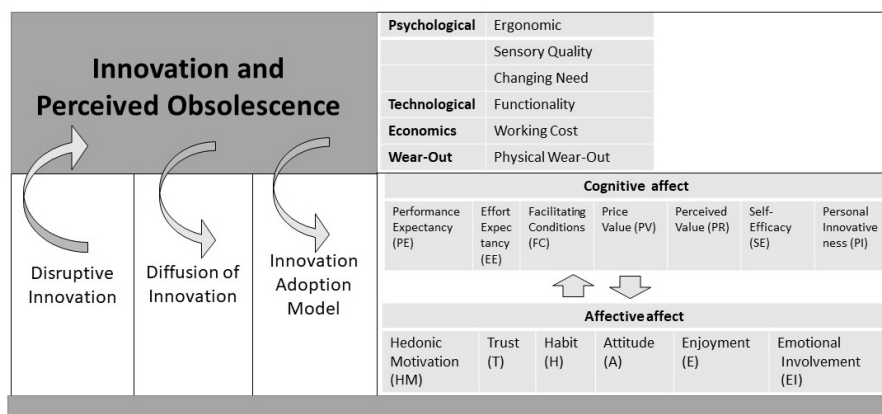 Innovation and
Perceived Obsolescence
Disruptive
Innovation
Diffusion of
Innovation
Innovation
Adoption
Model
Psychological Ergonomic
Sensory Quality
Changing Need
Technological Functionality
Economics Working Cost
Wear-Out Physical Wear-Out
Cognitive affect
Performance
Expectancy
(PE)
Effort
Expec
tancy
(EE)
Facilitating
Conditions
(FC)
Price
Value (PV)
Perceived
Value (PR)
Self-
Efficacy
(SE)
Personal
Innovative
ness (PI)
Affective affect
Hedonic
Motivation
(HM)
Trust
(T)
Habit
(H)
Attitude
(A)
Enjoyment
(E)
Emotional
Involvement
(EI)